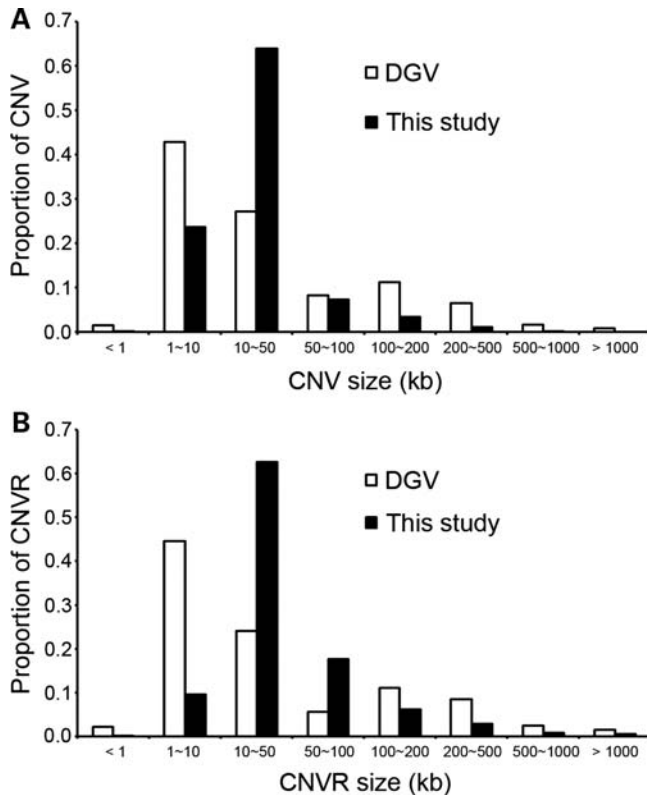 A
Proportion of CNV
0.7
0.6
0.5
0.4
0.3
0.2
0.1
0.0
DGV
This study
< 1 1~10 10~50 50~100 100~200 200~500 500~1000 > 1000
CNV size (kb)
B
Proportion of CNVR
0.7
0.6
0.5
0.4
0.3
0.2
0.1
0.0
DGV
This study
< 1 1~10 10~50 50~100 100~200 200~500 500~1000 > 1000
CNVR size (kb)